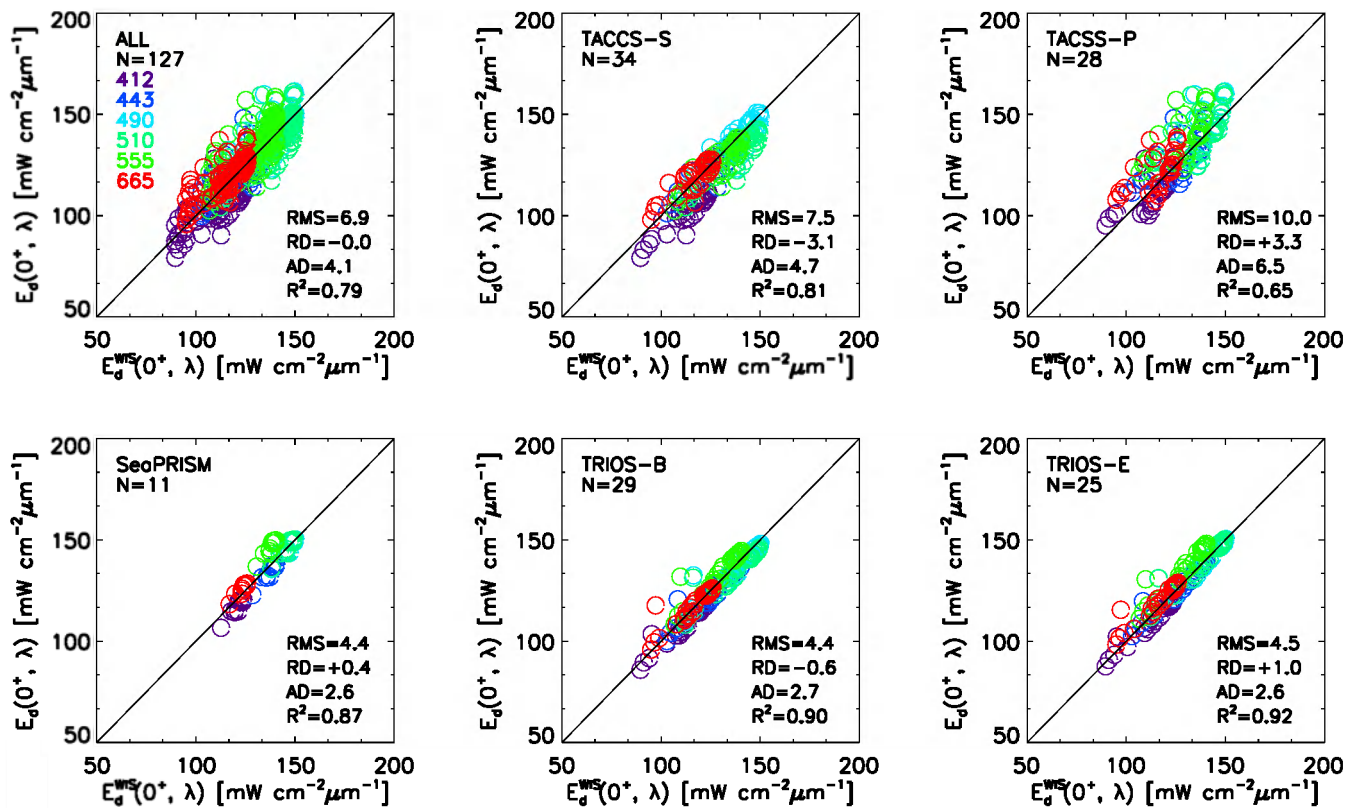 ALL
N=127
412
443
490
510
555
665
RMS=6.9
RD=−0.0
AD=4.1
R²=0.79
200
150
100
50
E_d(0⁺, λ) [mW cm⁻²μm⁻¹]
50 100 150 200
E_d^WIS(0⁺, λ) [mW cm⁻²μm⁻¹]
TACCS−S
N=34
RMS=7.5
RD=−3.1
AD=4.7
R²=0.81
200
150
100
50
E_d(0⁺, λ) [mW cm⁻²μm⁻¹]
50 100 150 200
E_d^WIS(0⁺, λ) [mW cm⁻²μm⁻¹]
TACSS−P
N=28
RMS=10.0
RD=+3.3
AD=6.5
R²=0.65
200
150
100
50
E_d(0⁺, λ) [mW cm⁻²μm⁻¹]
50 100 150 200
E_d^WIS(0⁺, λ) [mW cm⁻²μm⁻¹]
SeaPRISM
N=11
RMS=4.4
RD=+0.4
AD=2.6
R²=0.87
200
150
100
50
E_d(0⁺, λ) [mW cm⁻²μm⁻¹]
50 100 150 200
E_d^WIS(0⁺, λ) [mW cm⁻²μm⁻¹]
TRIOS−B
N=29
RMS=4.4
RD=−0.6
AD=2.7
R²=0.90
200
150
100
50
E_d(0⁺, λ) [mW cm⁻²μm⁻¹]
50 100 150 200
E_d^WIS(0⁺, λ) [mW cm⁻²μm⁻¹]
TRIOS−E
N=25
RMS=4.5
RD=+1.0
AD=2.6
R²=0.92
200
150
100
50
E_d(0⁺, λ) [mW cm⁻²μm⁻¹]
50 100 150 200
E_d^WIS(0⁺, λ) [mW cm⁻²μm⁻¹]